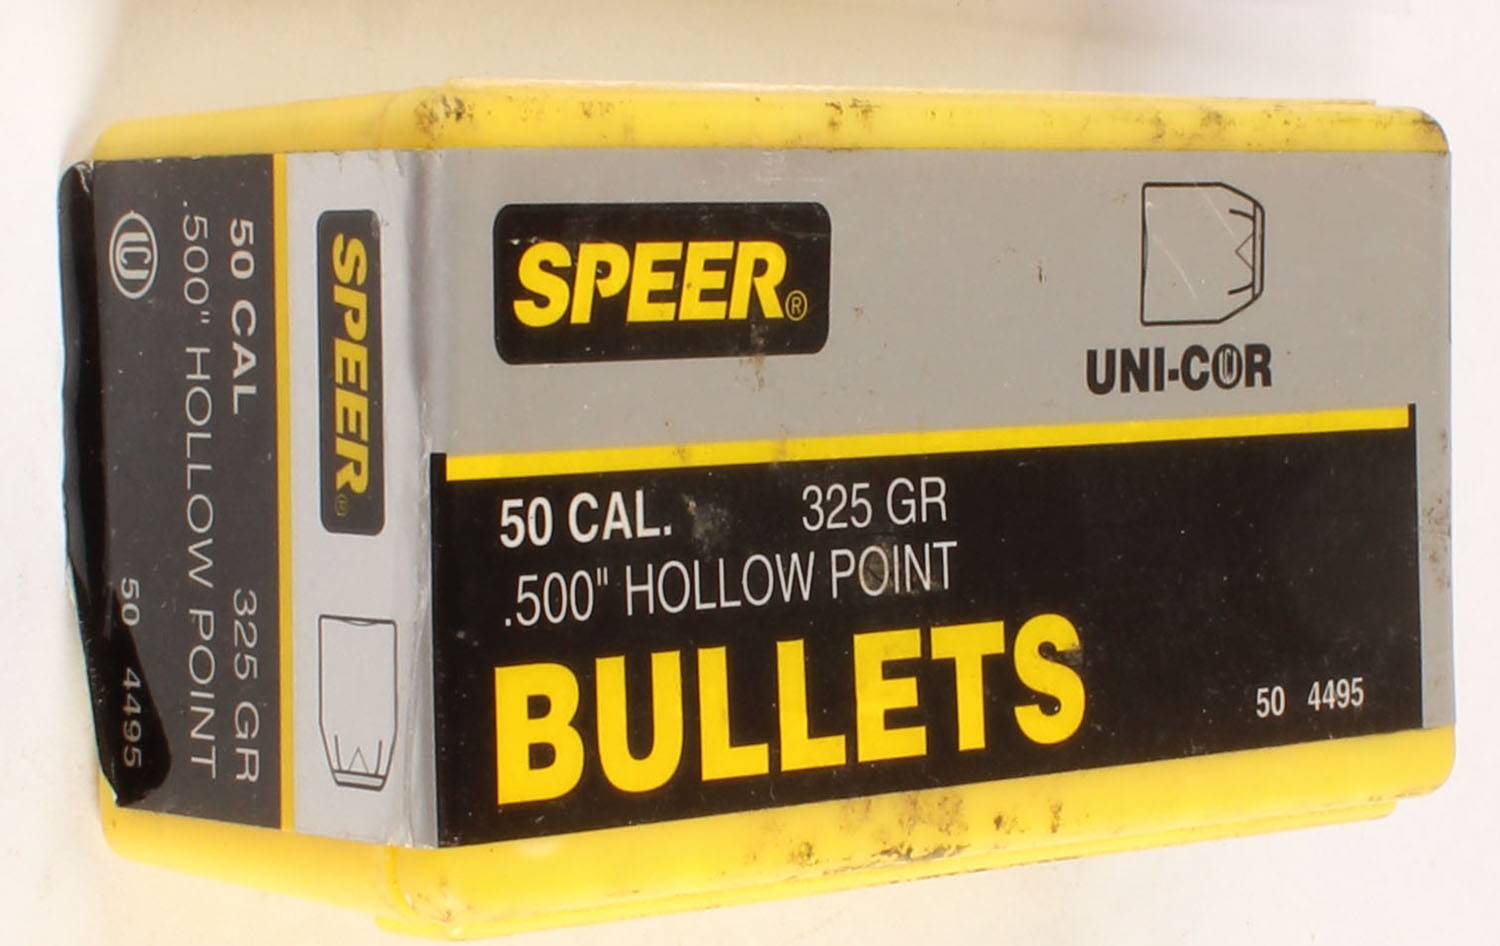 SPEER®
UNI-COR
50 CAL. 325 GR
.500" HOLLOW POINT
BULLETS
50 4495
SPEER®
50 CAL 325 GR
.500" HOLLOW POINT
UCI
50 4495